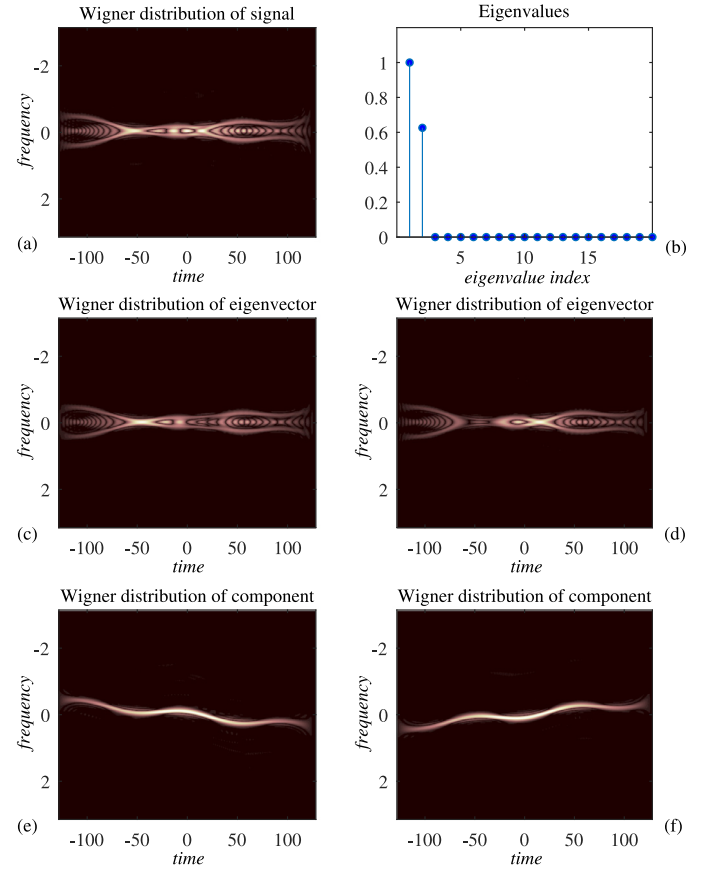 Wigner distribution of signal
-2
0
2
frequency
-100 -50 0 50 100
time
(a)
Eigenvalues
1
0.8
0.6
0.4
0.2
0
5 10 15
eigenvalue index
(b)
Wigner distribution of eigenvector
-2
0
2
frequency
-100 -50 0 50 100
time
(c)
Wigner distribution of eigenvector
-2
0
2
frequency
-100 -50 0 50 100
time
(d)
Wigner distribution of component
-2
0
2
frequency
-100 -50 0 50 100
time
(e)
Wigner distribution of component
-2
0
2
frequency
-100 -50 0 50 100
time
(f)